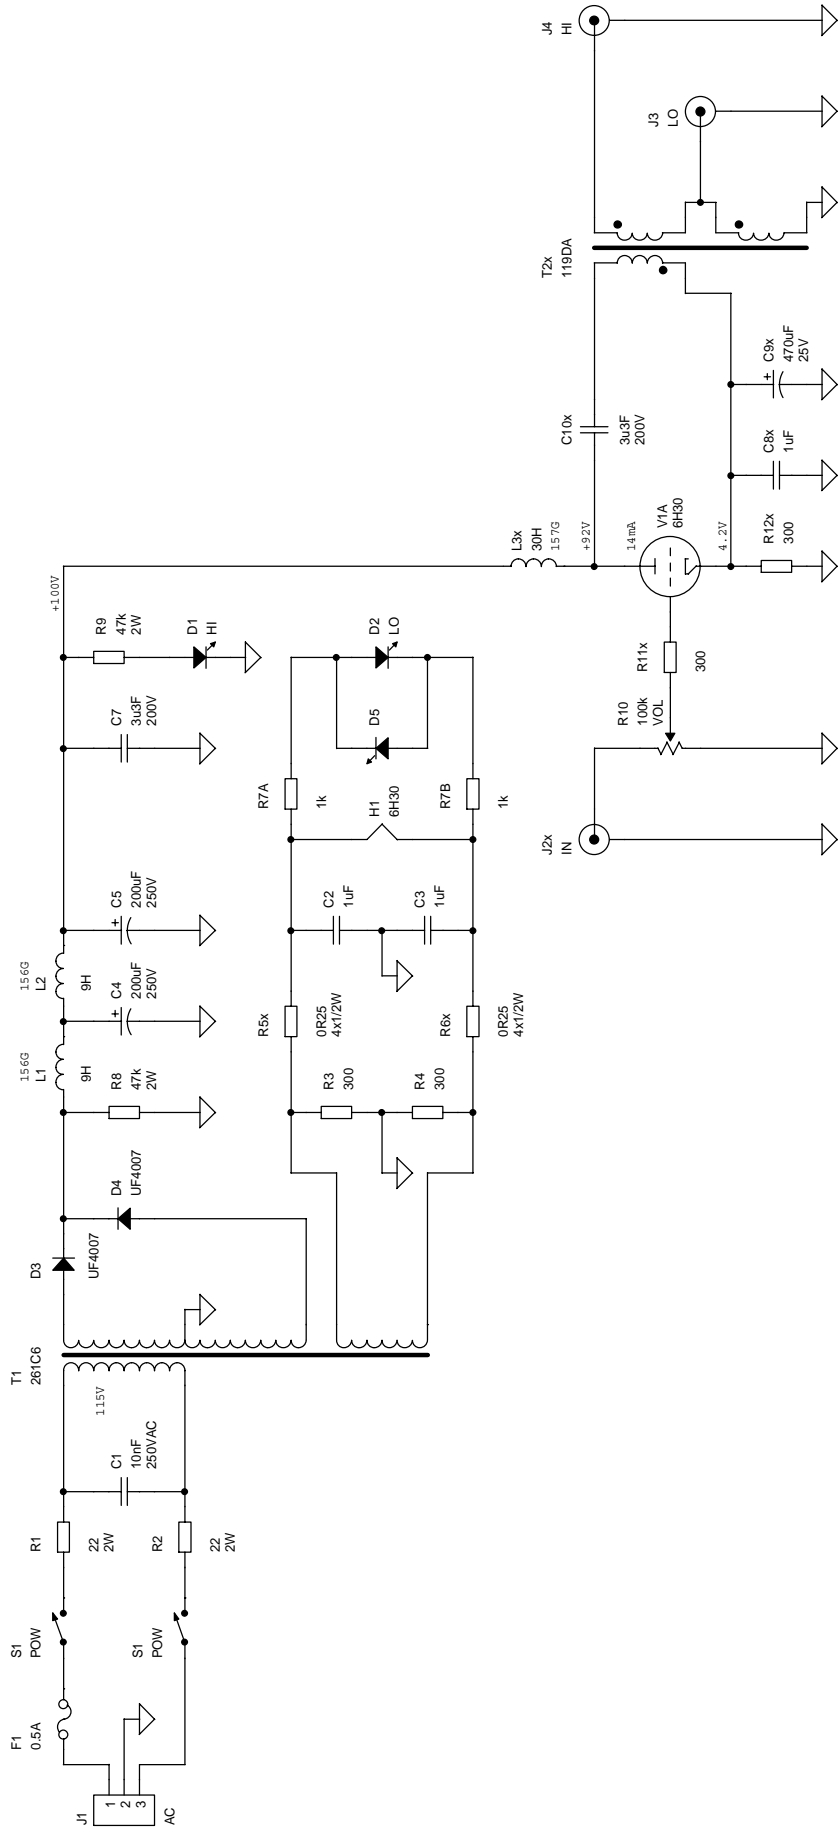 J1
AC
1
2
3
F1
0.5A
S1
POW
S1
POW
R1
22
2W
R2
22
2W
C1
10nF
250VAC
115V
T1
261C6
D3
UF4007
D4
UF4007
R8
47k
2W
156G
L1
9H
C4
200uF
250V
156G
L2
9H
C5
200uF
250V
C7
3u3F
200V
R9
47k
2W
D1
HI
+100V
R3
300
R4
300
R5x
0R25
4x1/2W
R6x
0R25
4x1/2W
C2
1uF
C3
1uF
H1
6H30
R7A
1k
R7B
1k
D5
D2
LO
J2x
IN
R10
100k
VOL
R11x
300
L3x
30H
157G
+92V
14mA
V1A
6H30
4.2V
R12x
300
C8x
1uF
C9x
470uF
25V
C10x
3u3F
200V
T2x
119DA
J3
LO
J4
HI